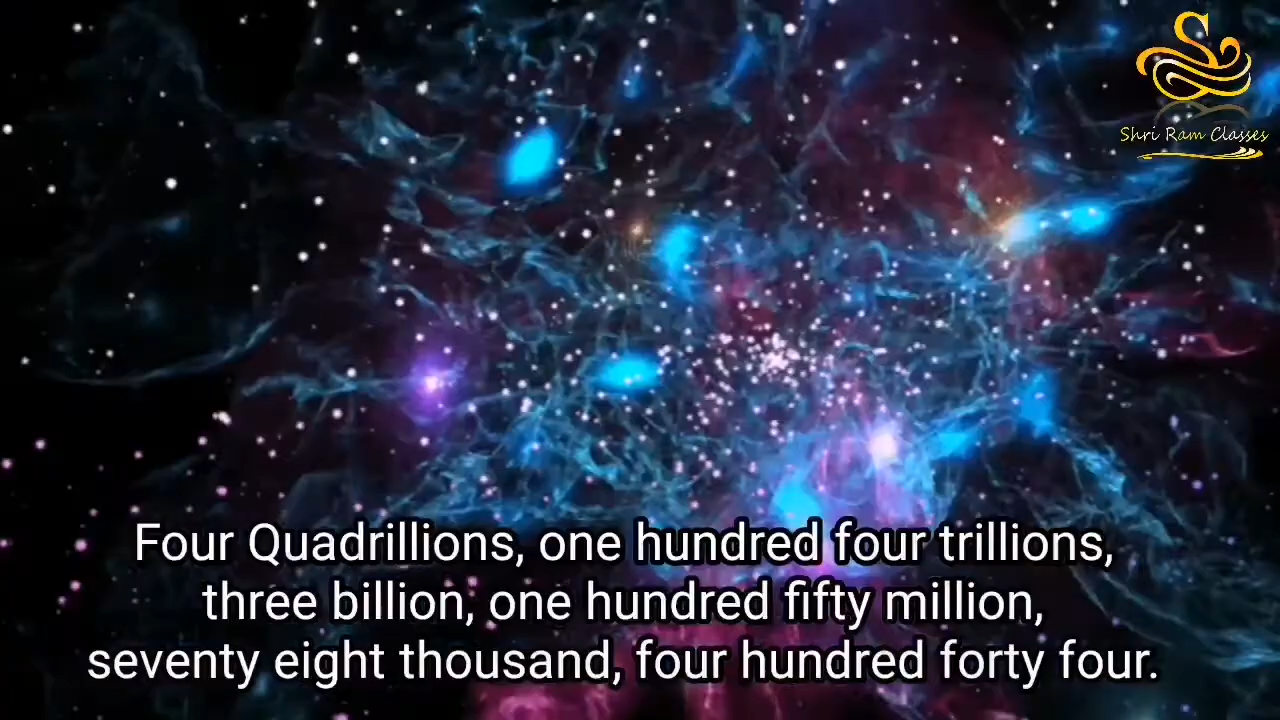 Shri Ram Classes
Four Quadrillions, one hundred four trillions,
three billion, one hundred fifty million,
seventy eight thousand, four hundred forty four.